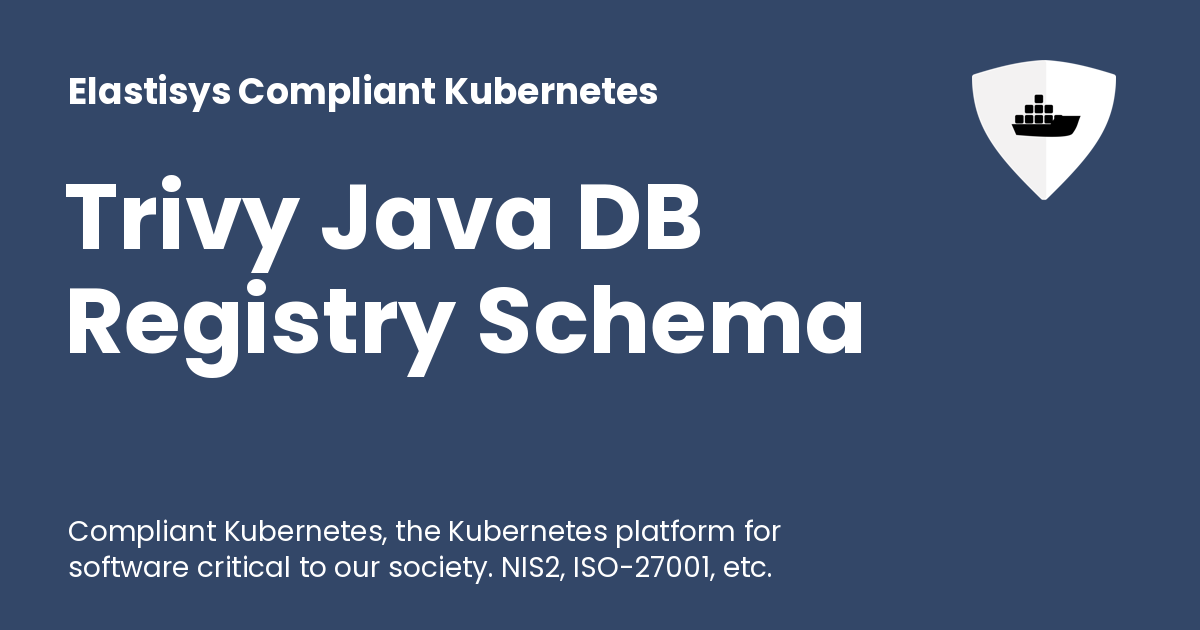 Elastisys Compliant Kubernetes
Trivy Java DB
Registry Schema
Compliant Kubernetes, the Kubernetes platform for
software critical to our society. NIS2, ISO-27001, etc.